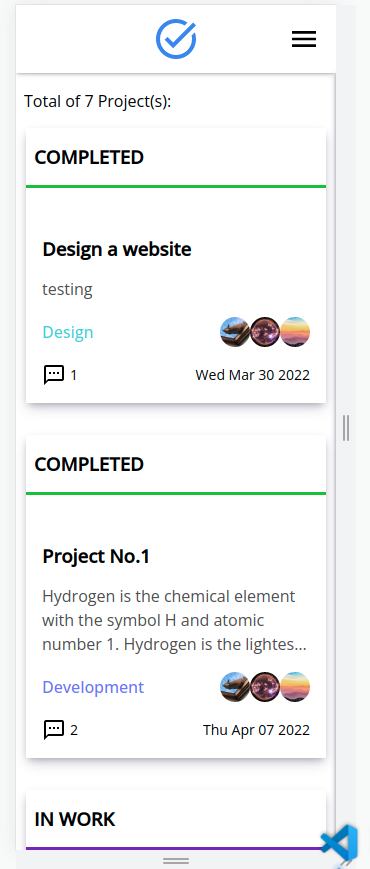 Total of 7 Project(s):
COMPLETED
Design a website
testing
Design
1
Wed Mar 30 2022
COMPLETED
Project No.1
Hydrogen is the chemical element
with the symbol H and atomic
number 1. Hydrogen is the lightes...
Development
2
Thu Apr 07 2022
IN WORK